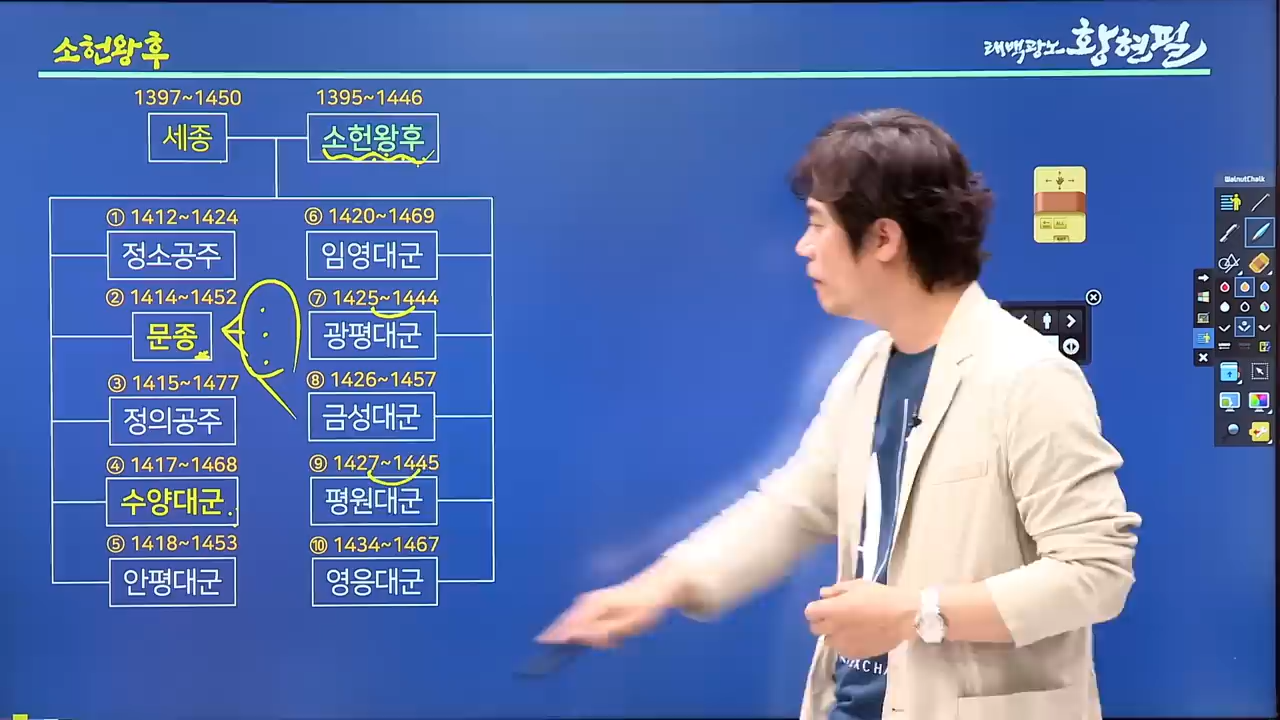 소헌왕후
태백광노 황현필
1397~1450
1395~1446
세종
소헌왕후
① 1412~1424
⑥ 1420~1469
정소공주
임영대군
② 1414~1452
⑦ 1425~1444
문종
광평대군
③ 1415~1477
⑧ 1426~1457
정의공주
금성대군
④ 1417~1468
⑨ 1427~1445
수양대군
평원대군
⑤ 1418~1453
⑩ 1434~1467
안평대군
영응대군
WalnutChalk